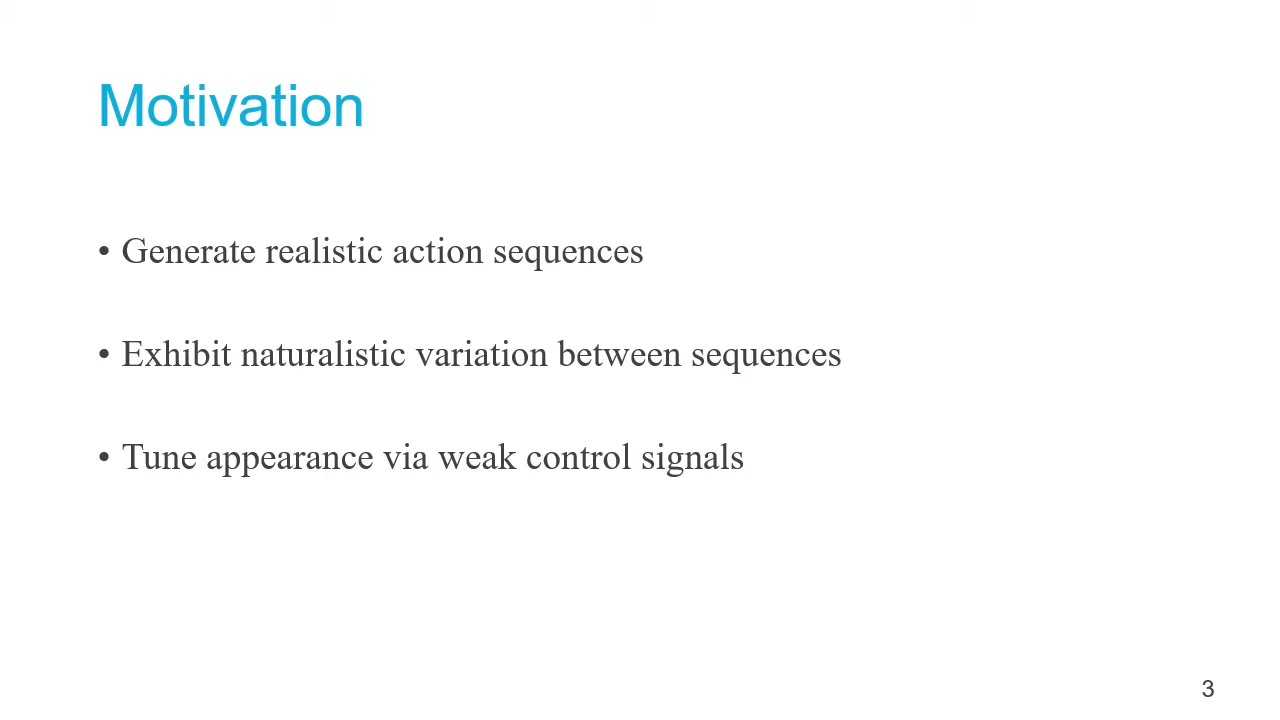 Motivation
• Generate realistic action sequences
• Exhibit naturalistic variation between sequences
• Tune appearance via weak control signals
3